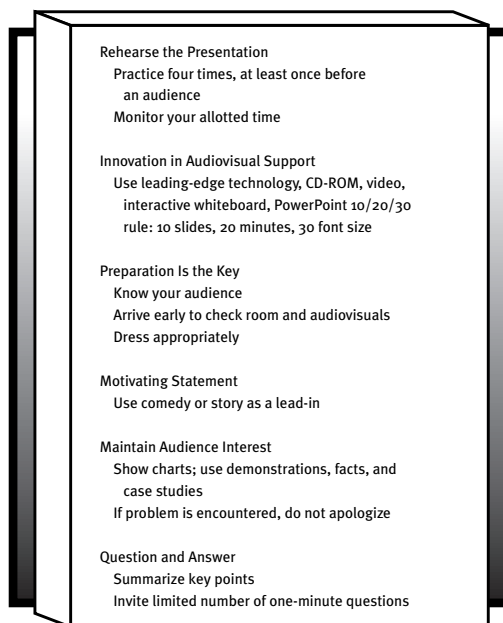 Rehearse the Presentation
Practice four times, at least once before
an audience
Monitor your allotted time
Innovation in Audiovisual Support
Use leading-edge technology, CD-ROM, video,
interactive whiteboard, PowerPoint 10/20/30
rule: 10 slides, 20 minutes, 30 font size
Preparation Is the Key
Know your audience
Arrive early to check room and audiovisuals
Dress appropriately
Motivating Statement
Use comedy or story as a lead-in
Maintain Audience Interest
Show charts; use demonstrations, facts, and
case studies
If problem is encountered, do not apologize
Question and Answer
Summarize key points
Invite limited number of one-minute questions